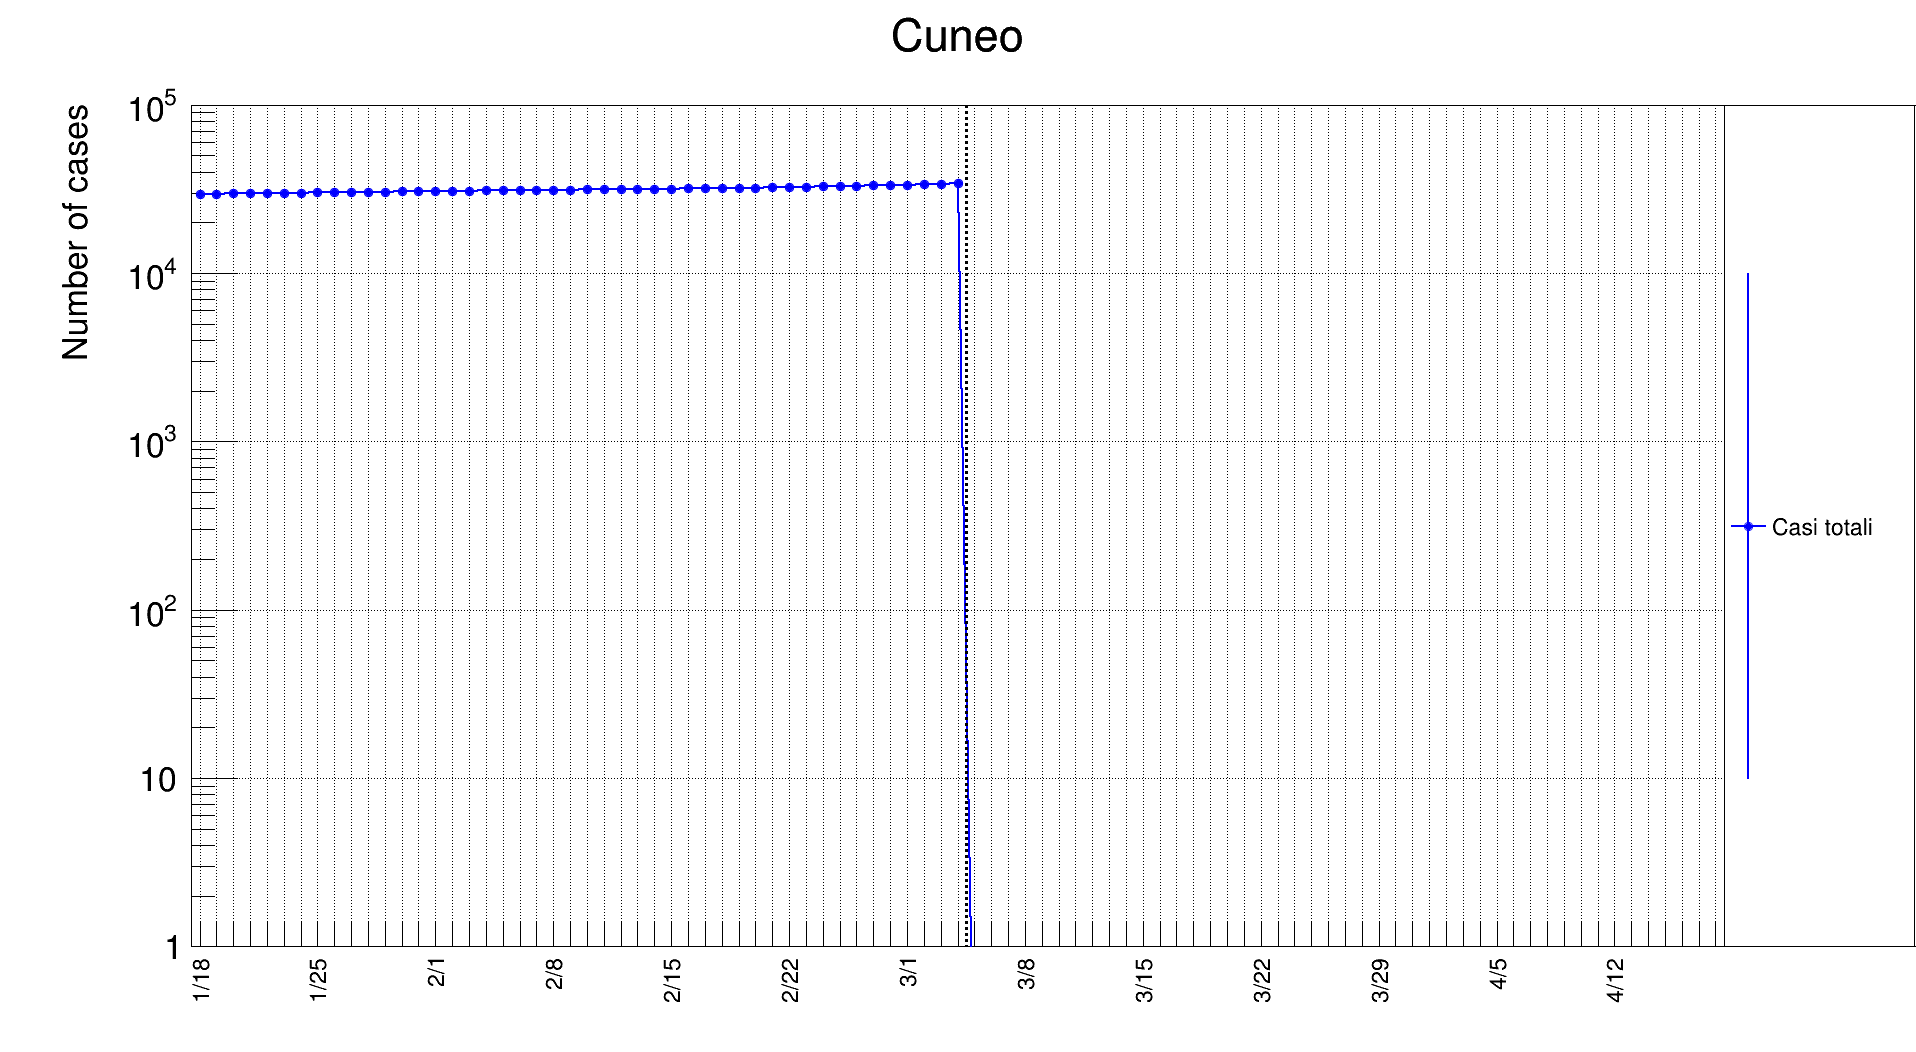 Cuneo
Number of cases
10^5
10^4
10^3
10^2
10
1
1/18 1/25 2/1 2/8 2/15 2/22 3/1 3/8 3/15 3/22 3/29 4/5 4/12
Casi totali